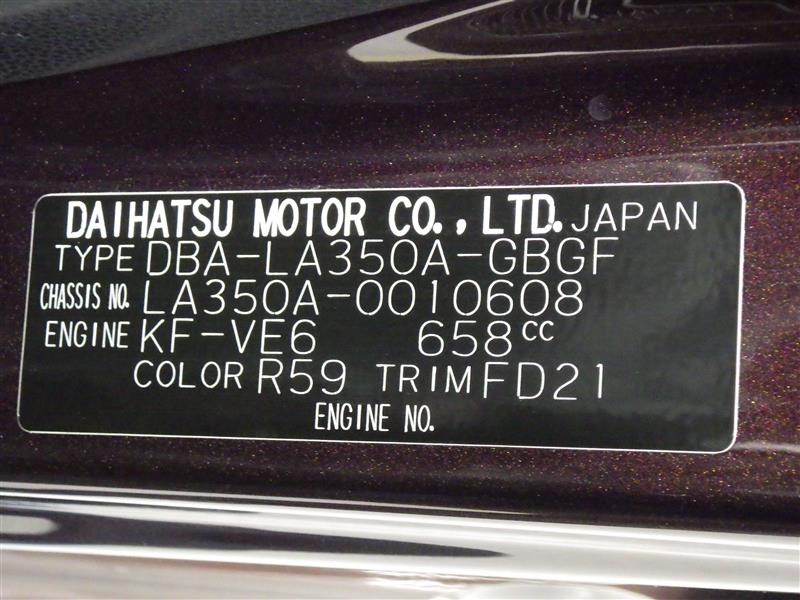 DAIHATSU MOTOR CO., LTD. JAPAN
TYPE DBA-LA350A-GBGF
CHASSIS NO. LA350A-0010608
ENGINE KF-VE6 658cc
COLOR R59 TRIM FD21
ENGINE NO.